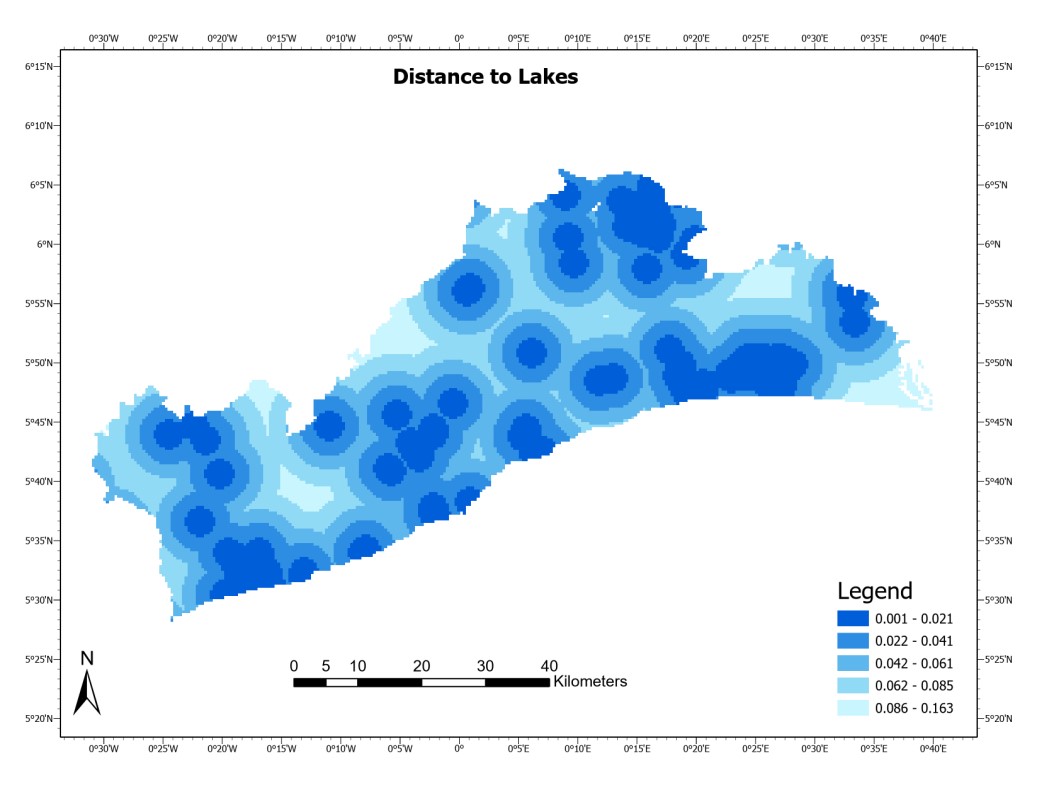 0°30'W 0°25'W 0°20'W 0°15'W 0°10'W 0°5'W 0° 0°5'E 0°10'E 0°15'E 0°20'E 0°25'E 0°30'E 0°35'E 0°40'E
Distance to Lakes
6°15'N 6°15'N
6°10'N 6°10'N
6°5'N 6°5'N
6°N 6°N
5°55'N 5°55'N
5°50'N 5°50'N
5°45'N 5°45'N
5°40'N 5°40'N
5°35'N 5°35'N
5°30'N 5°30'N
5°25'N 5°25'N
5°20'N 5°20'N
Legend
0.001 - 0.021
0.022 - 0.041
0.042 - 0.061
0.062 - 0.085
0.086 - 0.163
N
0 5 10 20 30 40
Kilometers
0°30'W 0°25'W 0°20'W 0°15'W 0°10'W 0°5'W 0° 0°5'E 0°10'E 0°15'E 0°20'E 0°25'E 0°30'E 0°35'E 0°40'E